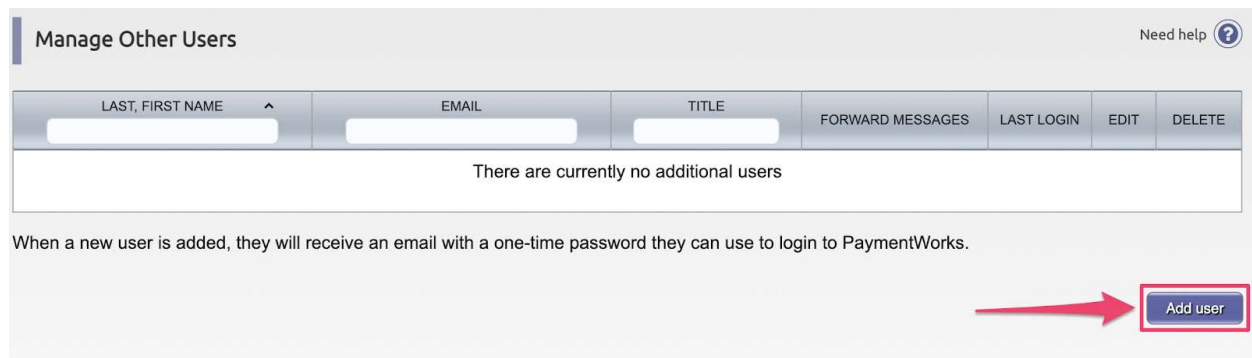 Manage Other Users
Need help ?
LAST, FIRST NAME
EMAIL
TITLE
FORWARD MESSAGES
LAST LOGIN
EDIT
DELETE
There are currently no additional users
When a new user is added, they will receive an email with a one-time password they can use to login to PaymentWorks.
Add user